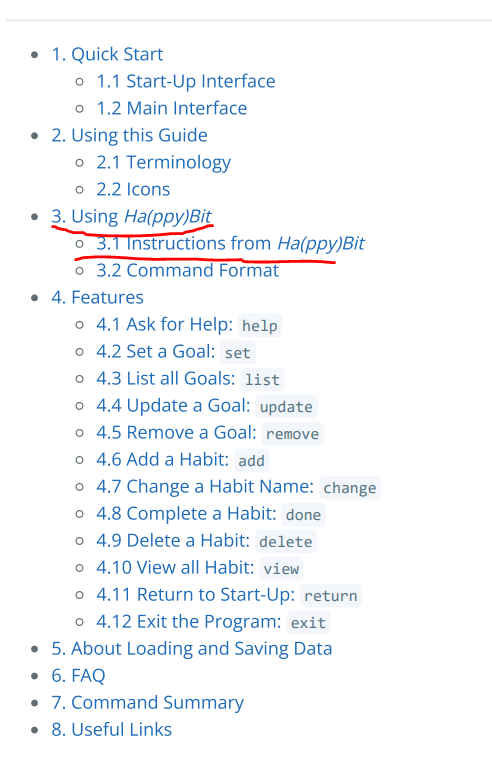 1. Quick Start
1.1 Start-Up Interface
1.2 Main Interface
2. Using this Guide
2.1 Terminology
2.2 Icons
3. Using Ha(ppy)Bit
3.1 Instructions from Ha(ppy)Bit
3.2 Command Format
4. Features
4.1 Ask for Help: help
4.2 Set a Goal: set
4.3 List all Goals: list
4.4 Update a Goal: update
4.5 Remove a Goal: remove
4.6 Add a Habit: add
4.7 Change a Habit Name: change
4.8 Complete a Habit: done
4.9 Delete a Habit: delete
4.10 View all Habit: view
4.11 Return to Start-Up: return
4.12 Exit the Program: exit
5. About Loading and Saving Data
6. FAQ
7. Command Summary
8. Useful Links